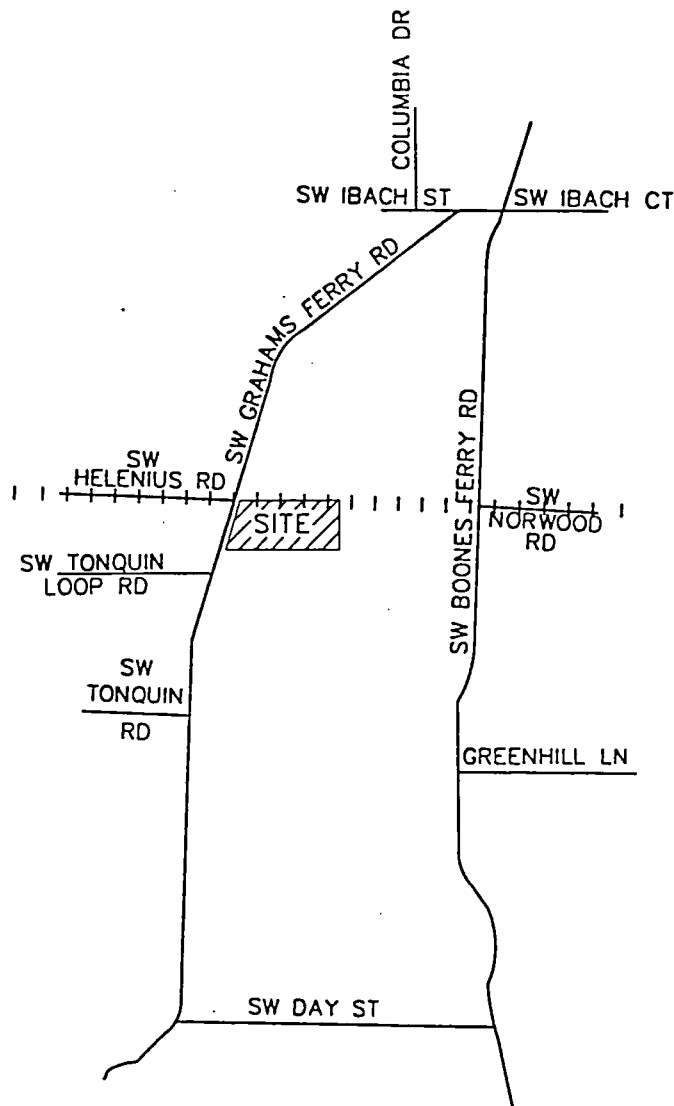 COLUMBIA DR
SW IBACH ST
SW IBACH CT
SW GRAHAMS FERRY RD
SW BOONES FERRY RD
SW
HELENIUS RD
SITE
SW
NORWOOD
RD
SW TONQUIN
LOOP RD
SW
TONQUIN
RD
GREENHILL LN
SW DAY ST